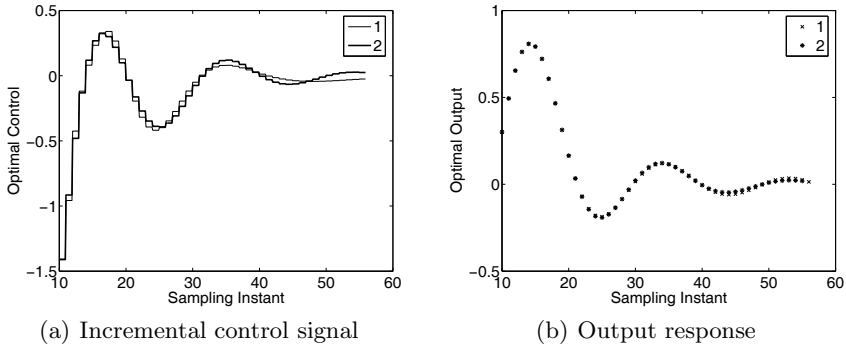 0.5
0
−0.5
−1
−1.5
Optimal Control
1
2
10 20 30 40 50 60
Sampling Instant
(a) Incremental control signal
1
0.5
0
−0.5
Optimal Output
1
2
10 20 30 40 50 60
Sampling Instant
(b) Output response